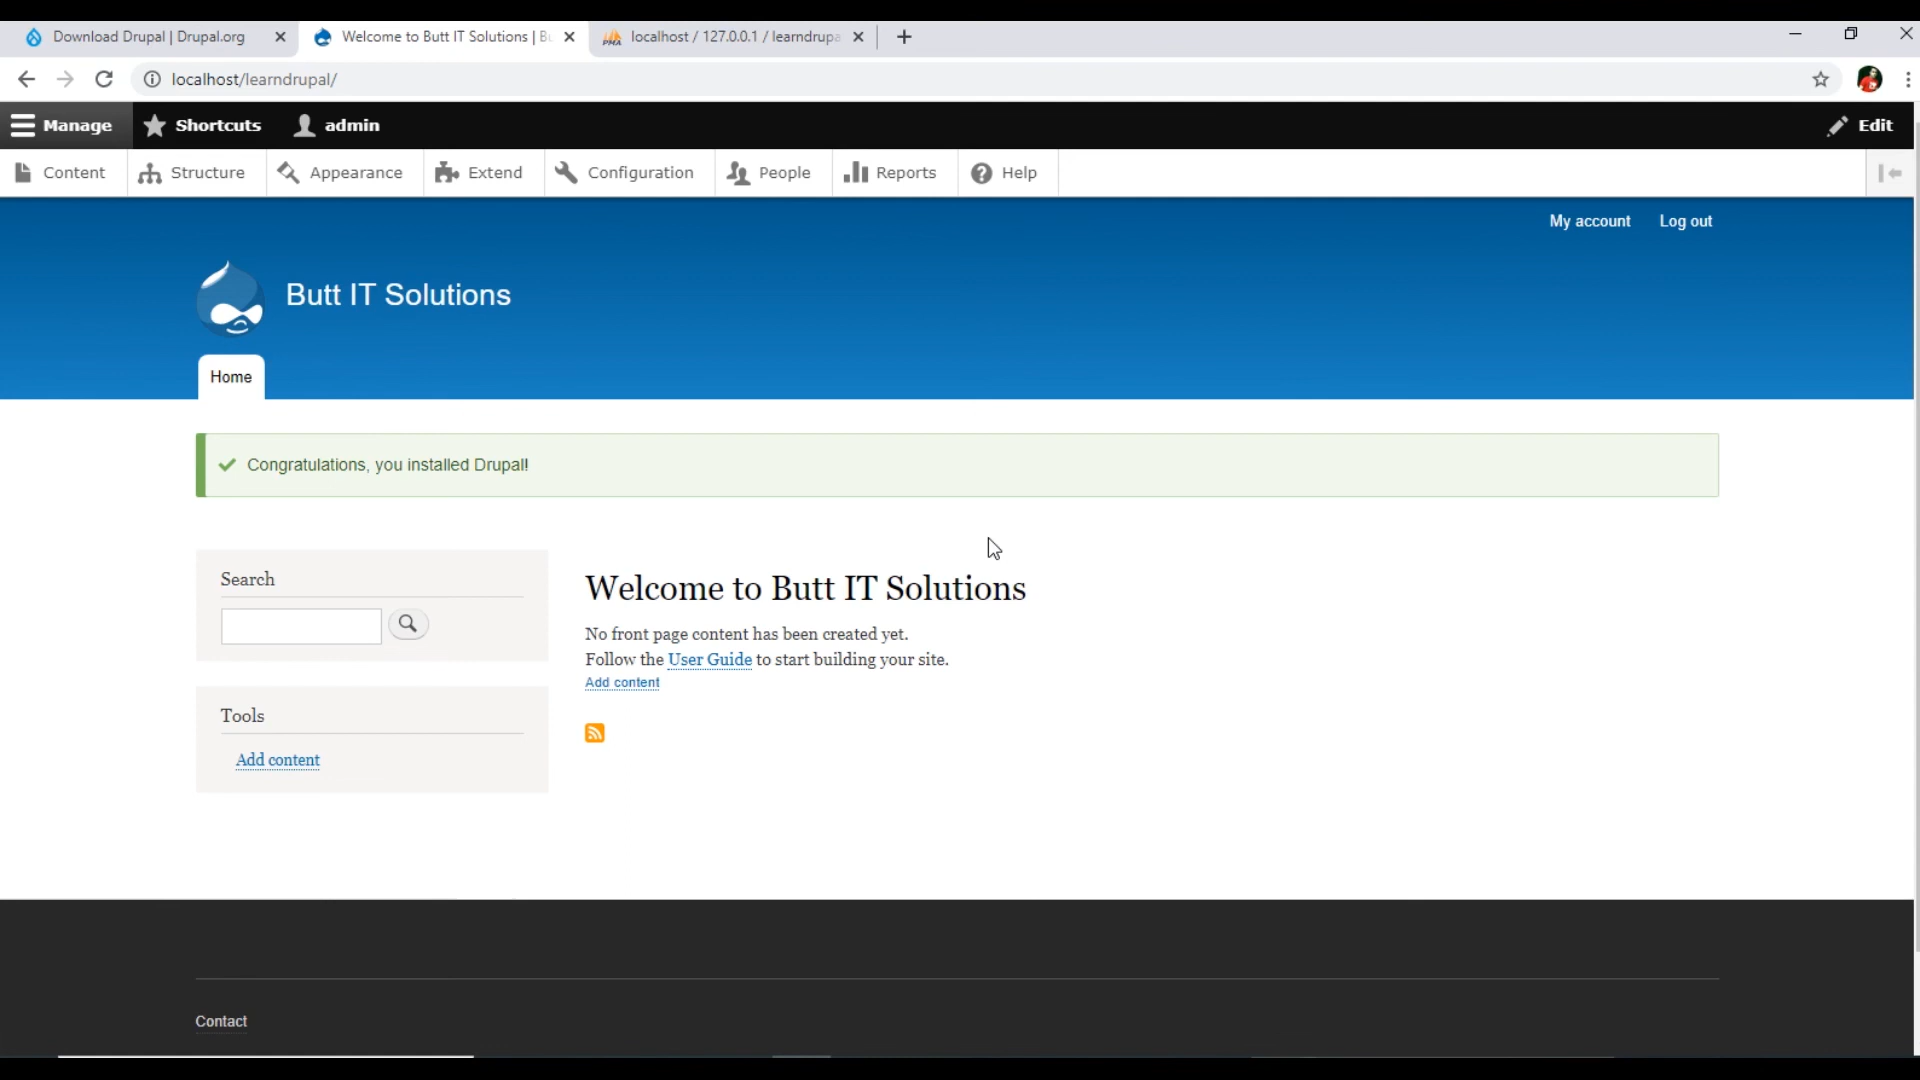 Download Drupal | Drupal.org
Welcome to Butt IT Solutions | B
localhost / 127.0.0.1 / learndrupa
localhost/learndrupal/
Manage
Shortcuts
admin
Edit
Content
Structure
Appearance
Extend
Configuration
People
Reports
Help
My account
Log out
Butt IT Solutions
Home
Congratulations, you installed Drupal!
Search
Welcome to Butt IT Solutions
No front page content has been created yet.
Follow the User Guide to start building your site.
Add content
Tools
Add content
Contact